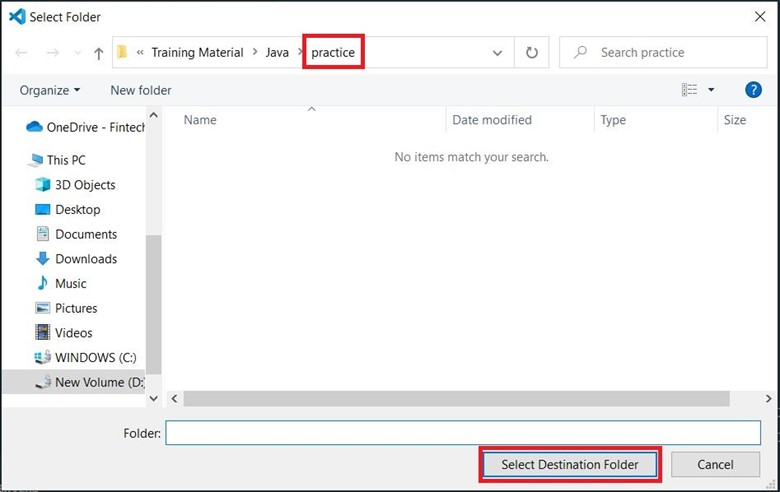 Select Folder
« Training Material > Java > practice
Search practice
Organize
New folder
?
Name
Date modified
Type
Size
No items match your search.
OneDrive - Fintech
This PC
3D Objects
Desktop
Documents
Downloads
Music
Pictures
Videos
WINDOWS (C:)
New Volume (D:)
Folder:
Select Destination Folder
Cancel